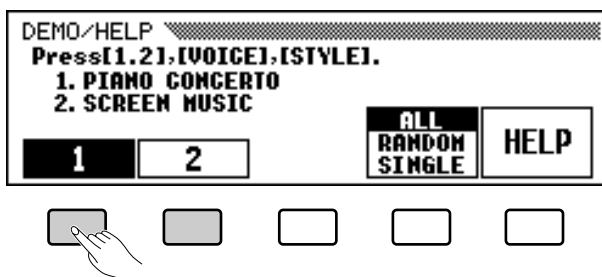 DEMO/HELP
Press[1.2],[VOICE],[STYLE].
1. PIANO CONCERTO
2. SCREEN MUSIC
1
2
ALL
RANDOM
SINGLE
HELP